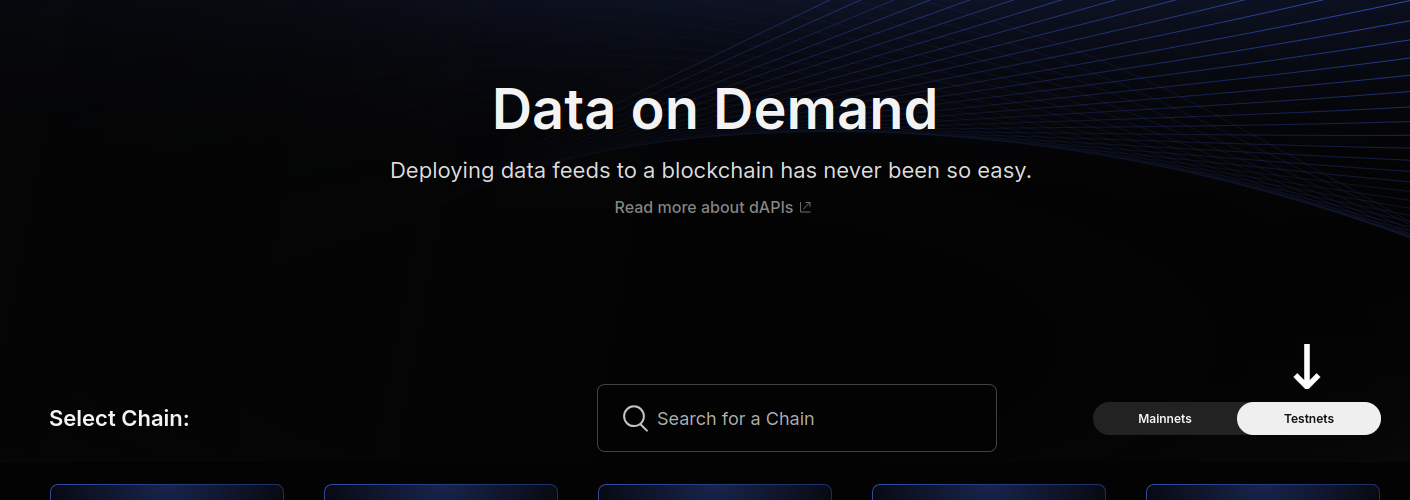 Data on Demand
Deploying data feeds to a blockchain has never been so easy.
Read more about dAPIs
Select Chain:
Search for a Chain
Mainnets
Testnets